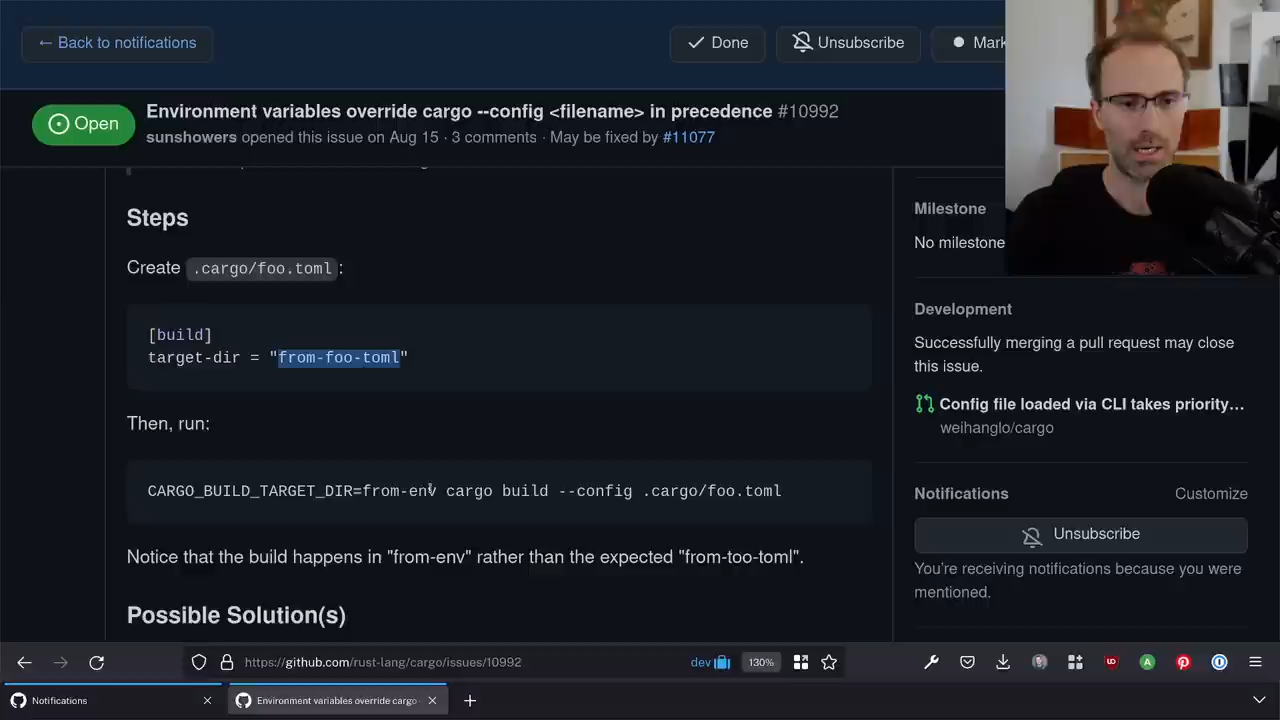 ← Back to notifications
Done
Unsubscribe
Mark
Open
Environment variables override cargo --config <filename> in precedence #10992
sunshowers opened this issue on Aug 15 · 3 comments · May be fixed by #11077
Steps
Create .cargo/foo.toml:
[build]
target-dir = "from-foo-toml"
Then, run:
CARGO_BUILD_TARGET_DIR=from-env cargo build --config .cargo/foo.toml
Notice that the build happens in "from-env" rather than the expected "from-too-toml".
Possible Solution(s)
Milestone
No milestone
Development
Successfully merging a pull request may close
this issue.
Config file loaded via CLI takes priority…
weihanglo/cargo
Notifications
Customize
Unsubscribe
You're receiving notifications because you were
mentioned.
https://github.com/rust-lang/cargo/issues/10992
dev
130%
Notifications
Environment variables override cargo